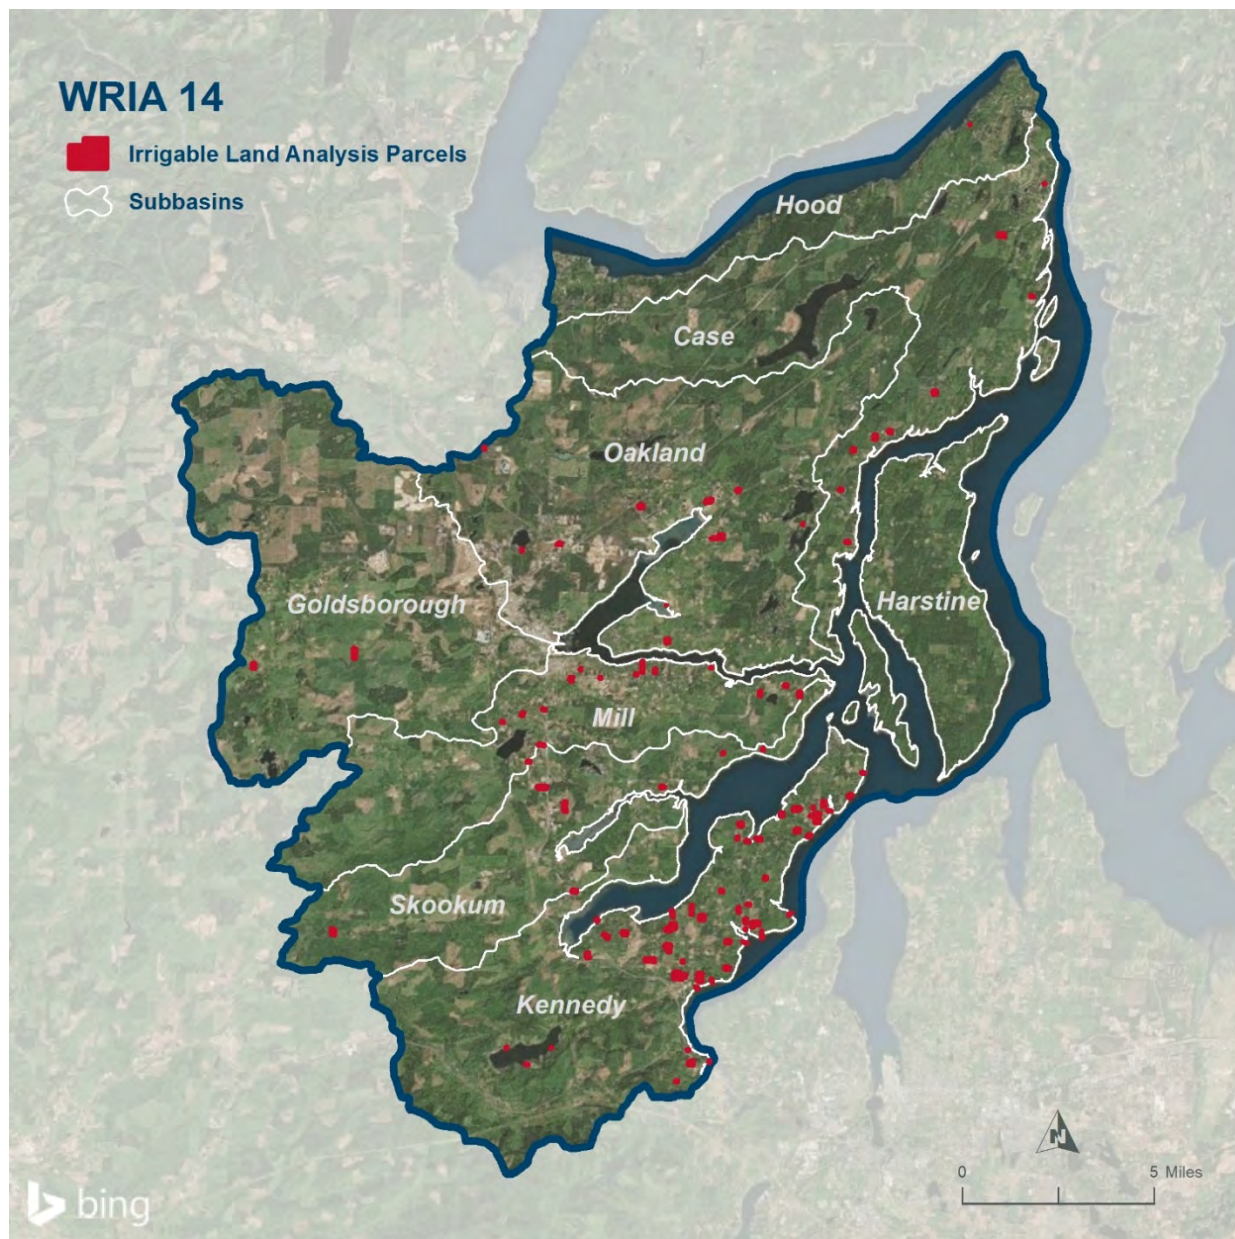 WRIA 14
Irrigable Land Analysis Parcels
Subbasins
Hood
Case
Oakland
Goldsborough
Harstine
Mill
Skookum
Kennedy
N
0 5 Miles
bing